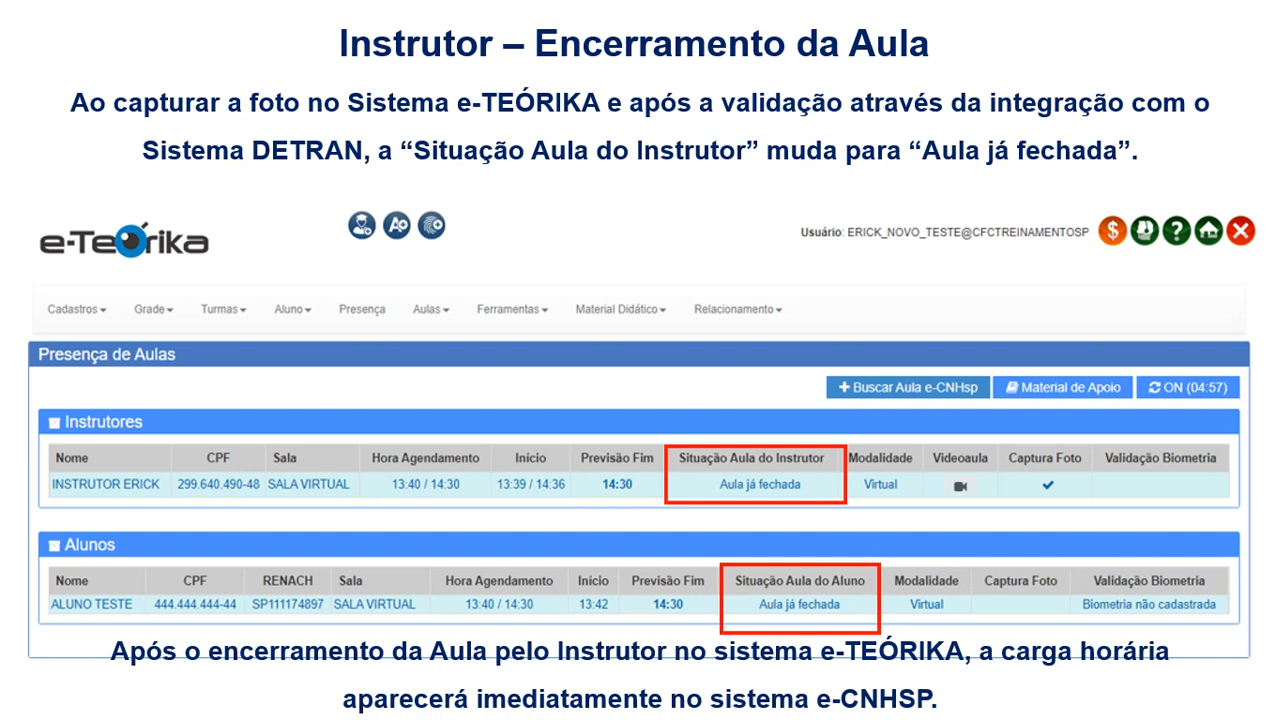 Instrutor – Encerramento da Aula
Ao capturar a foto no Sistema e-TEÓRIKA e após a validação através da integração com o
Sistema DETRAN, a “Situação Aula do Instrutor” muda para “Aula já fechada”.
e-Teórika
A+
Usuário: ERICK_NOVO_TESTE@CFCTREINAMENTOSP
$ ?
Cadastros Grade Turmas Aluno Presença Aulas Ferramentas Material Didático Relacionamento
Presença de Aulas
Buscar Aula e-CNHsp Material de Apoio ON (04:57)
Instrutores
Nome CPF Sala Hora Agendamento Início Previsão Fim Situação Aula do Instrutor Modalidade Videoaula Captura Foto Validação Biometria
INSTRUTOR ERICK 299.640.490-48 SALA VIRTUAL 13:40 / 14:30 13:39 / 14:36 14:30 Aula já fechada Virtual
Alunos
Nome CPF RENACH Sala Hora Agendamento Início Previsão Fim Situação Aula do Aluno Modalidade Captura Foto Validação Biometria
ALUNO TESTE 444.444.444-44 SP111174897 SALA VIRTUAL 13:40 / 14:30 13:42 14:30 Aula já fechada Virtual Biometria não cadastrada
Após o encerramento da Aula pelo Instrutor no sistema e-TEÓRIKA, a carga horária
aparecerá imediatamente no sistema e-CNHSP.